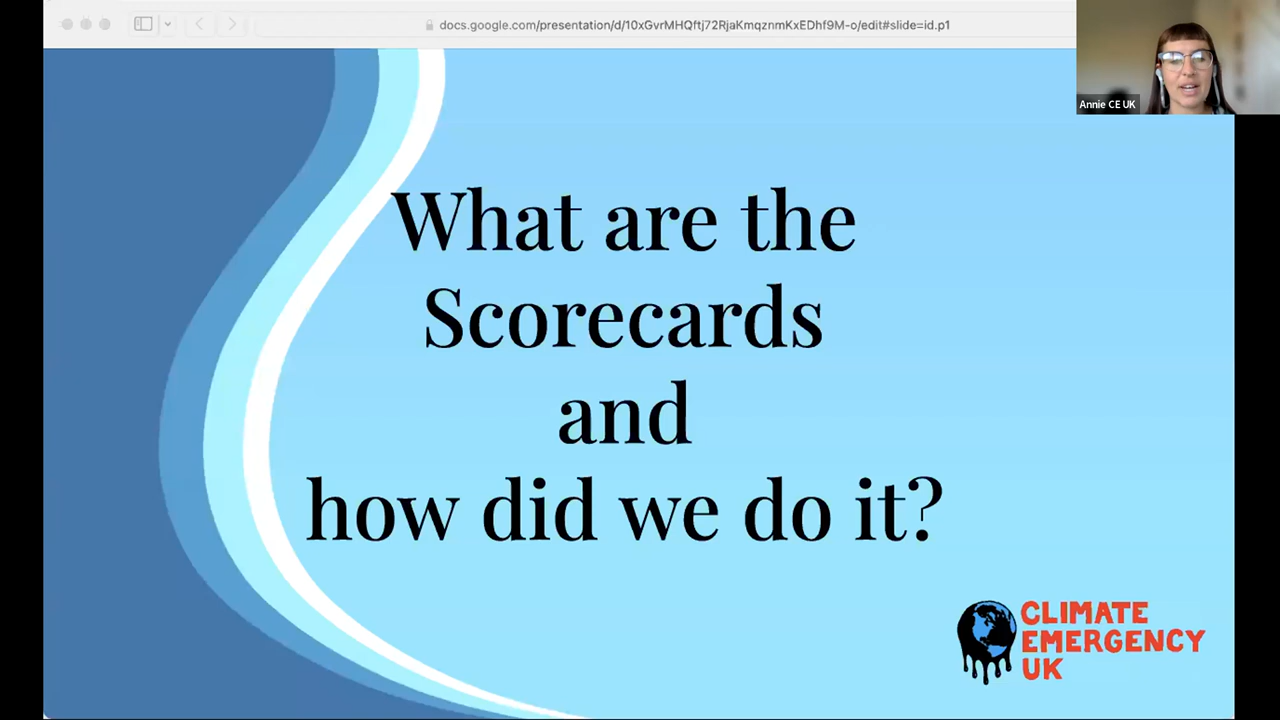 docs.google.com/presentation/d/10xGvrMHQftj72RjaKmqznmKxEDhf9M-o/edit#slide=id.p1
Annie CE UK
What are the
Scorecards
and
how did we do it?
CLIMATE
EMERGENCY
UK